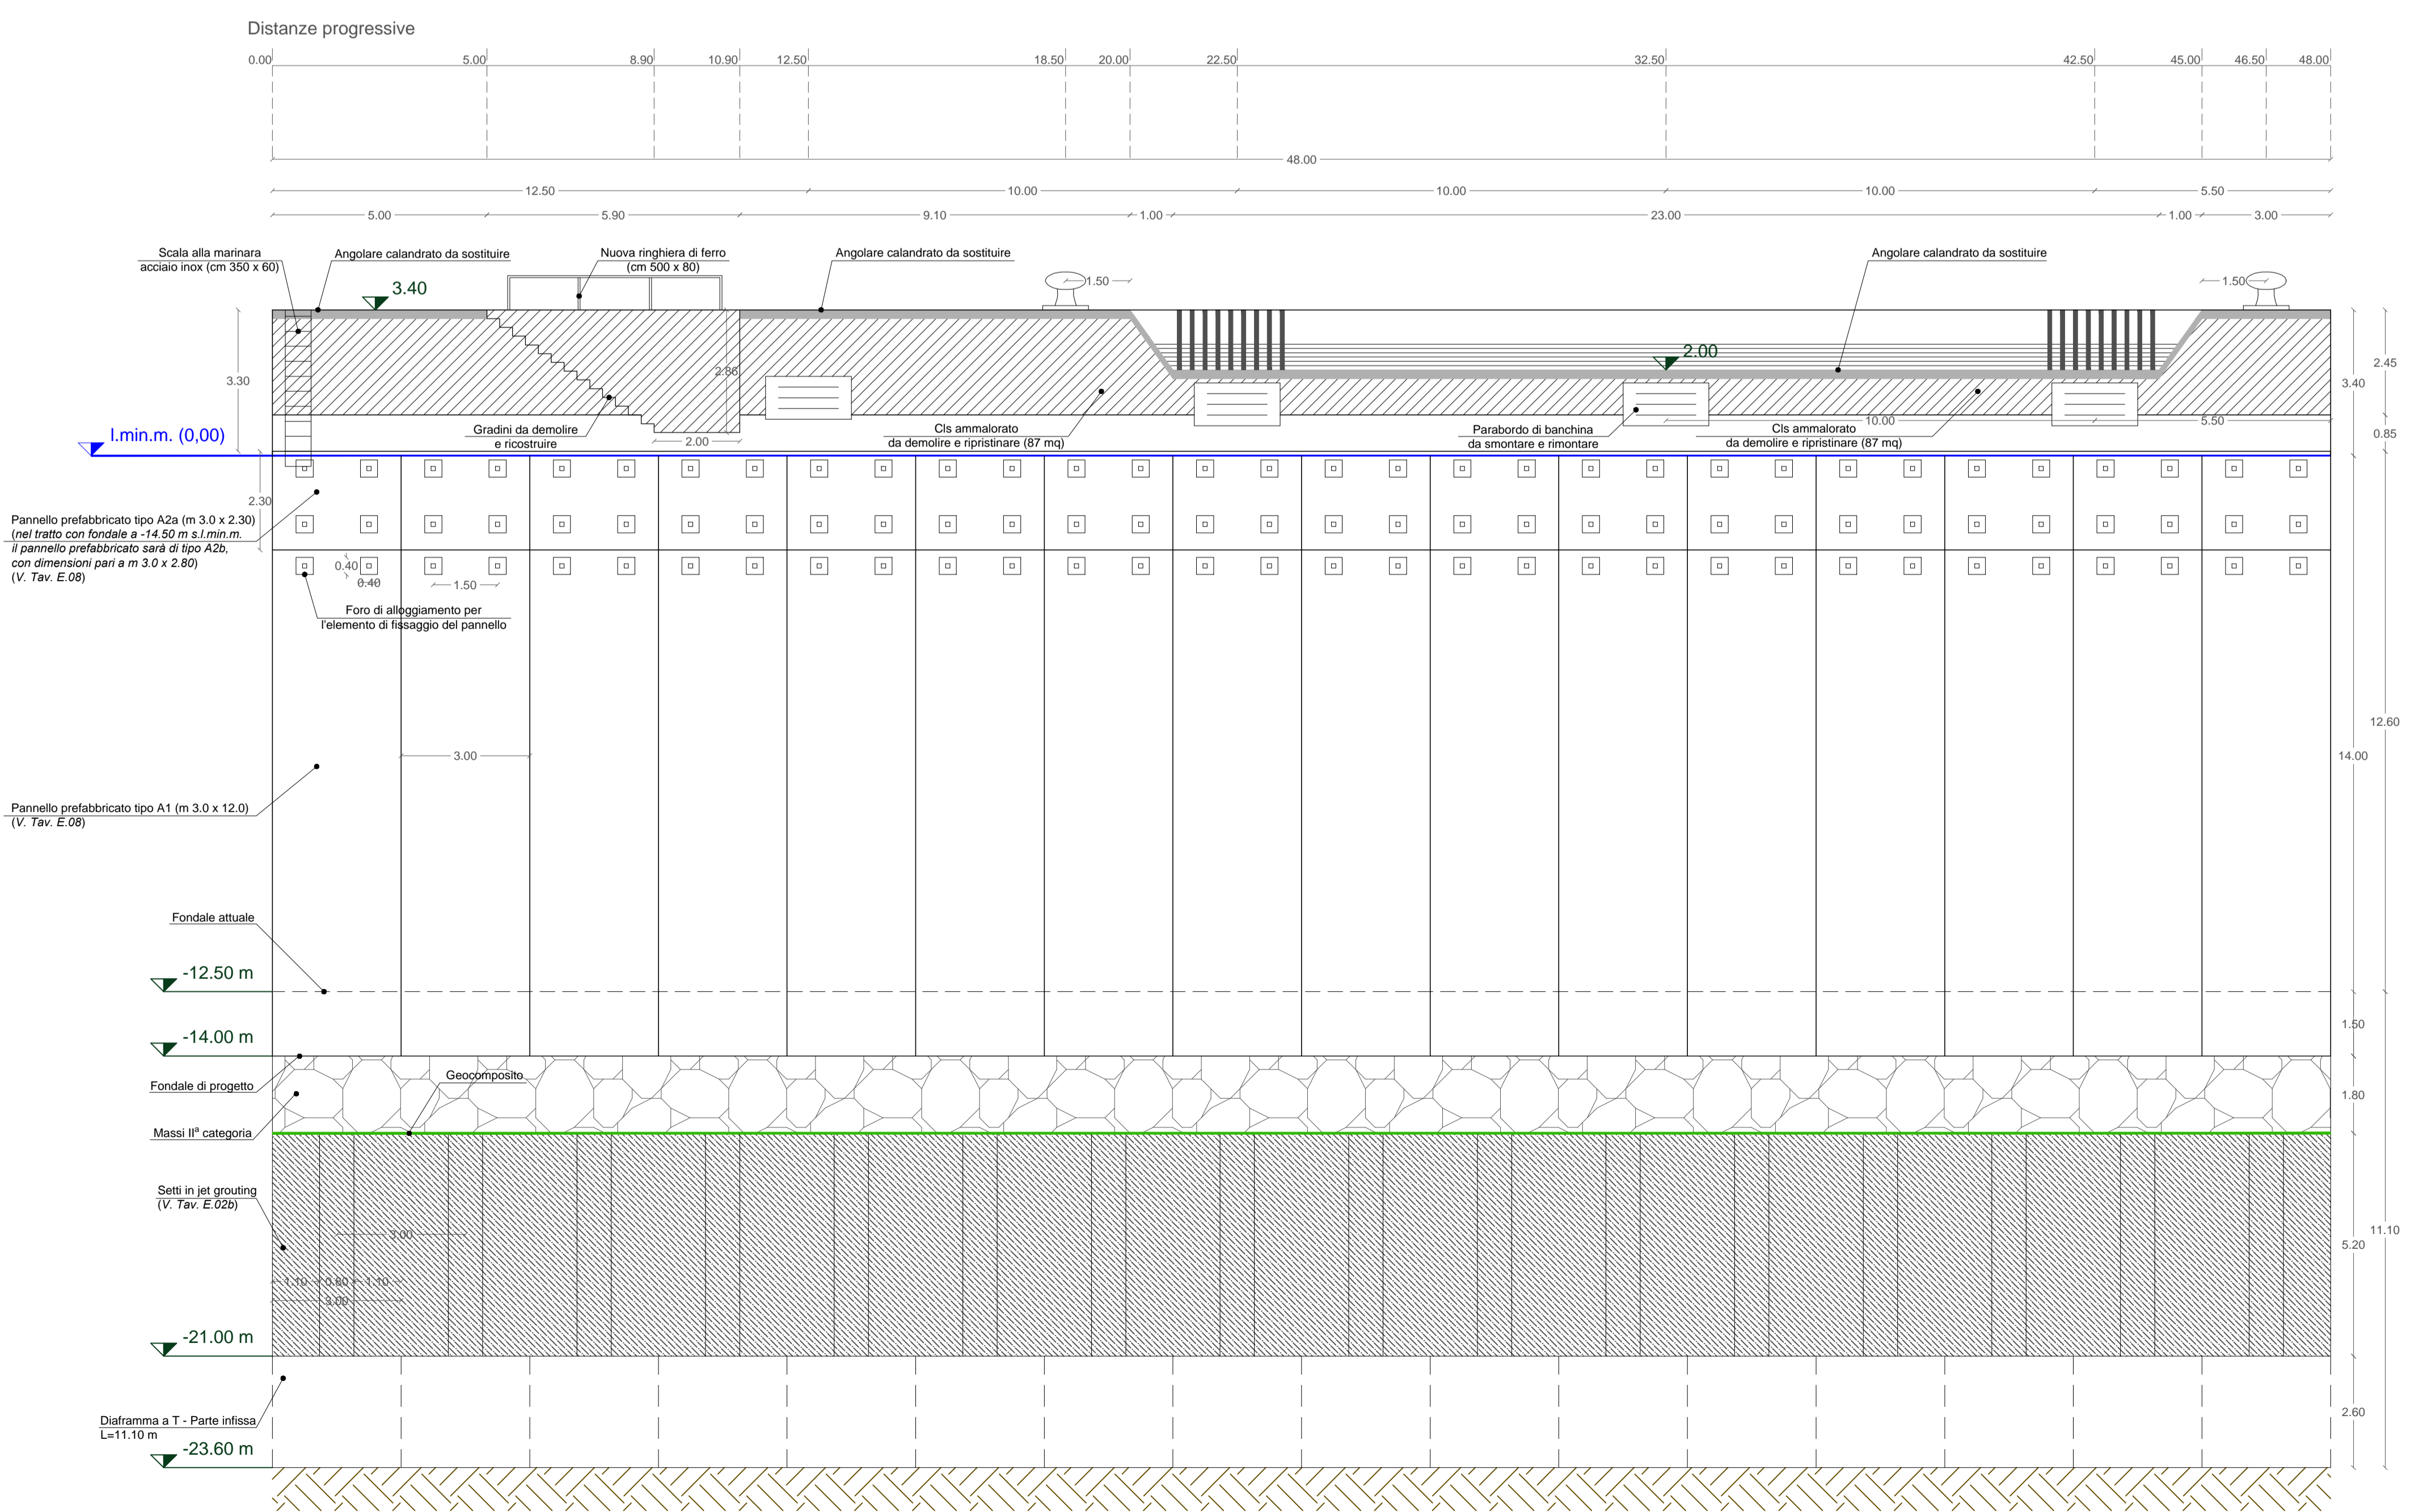 Distanze progressive
0.00 5.00 8.90 10.90 12.50 18.50 20.00 22.50 32.50 42.50 45.00 46.50 48.00
48.00
12.50 10.00 10.00 10.00 5.50
5.00 5.90 9.10 1.00 23.00 1.00 3.00
Scala alla marinara
acciaio inox (cm 350 x 60)
Angolare calandrato da sostituire
Nuova ringhiera di ferro
(cm 500 x 80)
Angolare calandrato da sostituire
Angolare calandrato da sostituire
3.40
1.50
1.50
2.00
2.86
3.30
2.45
3.40
0.85
10.00 5.50
Gradini da demolire
e ricostruire
2.00
Cls ammalorato
da demolire e ripristinare (87 mq)
Parabordo di banchina
da smontare e rimontare
Cls ammalorato
da demolire e ripristinare (87 mq)
l.min.m. (0,00)
2.30
Pannello prefabbricato tipo A2a (m 3.0 x 2.30)
(nel tratto con fondale a -14.50 m s.l.min.m.
il pannello prefabbricato sarà di tipo A2b,
con dimensioni pari a m 3.0 x 2.80)
(V. Tav. E.08)
0.40
0.40
1.50
Foro di alloggiamento per
l'elemento di fissaggio del pannello
12.60
3.00
14.00
Pannello prefabbricato tipo A1 (m 3.0 x 12.0)
(V. Tav. E.08)
Fondale attuale
-12.50 m
1.50
-14.00 m
Geocomposito
Fondale di progetto
1.80
Massi IIª categoria
Setti in jet grouting
(V. Tav. E.02b)
3.00
11.10
5.20
1.10 0.80 1.10
3.00
-21.00 m
2.60
Diaframma a T - Parte infissa
L=11.10 m
-23.60 m